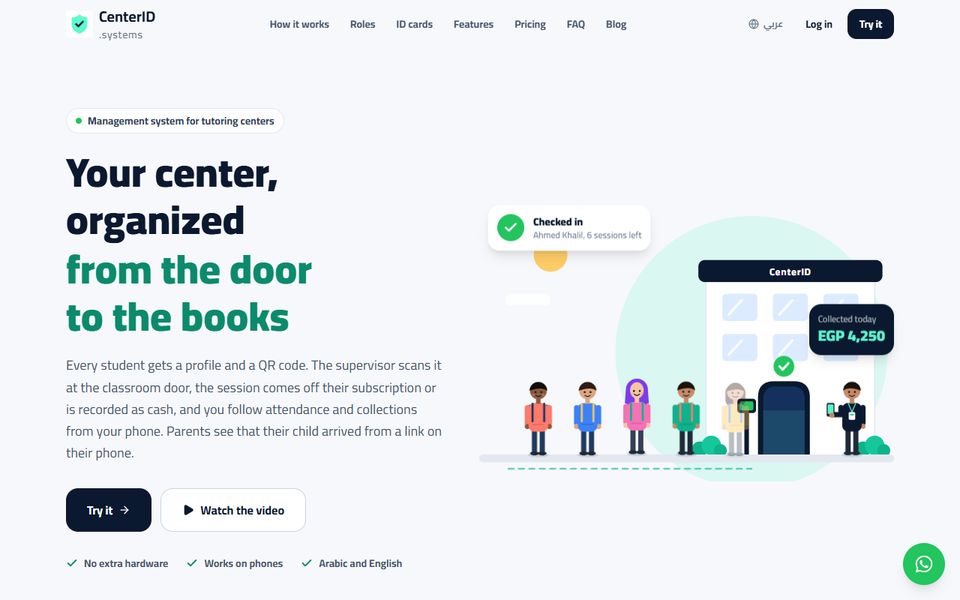 CenterID
.systems
How it works
Roles
ID cards
Features
Pricing
FAQ
Blog
عربي
Log in
Try it
Management system for tutoring centers
Your center,
organized
from the door
to the books
Every student gets a profile and a QR code. The supervisor scans it
at the classroom door, the session comes off their subscription or
is recorded as cash, and you follow attendance and collections
from your phone. Parents see that their child arrived from a link on
their phone.
Try it →
Watch the video
No extra hardware
Works on phones
Arabic and English
Checked in
Ahmed Khalil, 6 sessions left
CenterID
Collected today
EGP 4,250